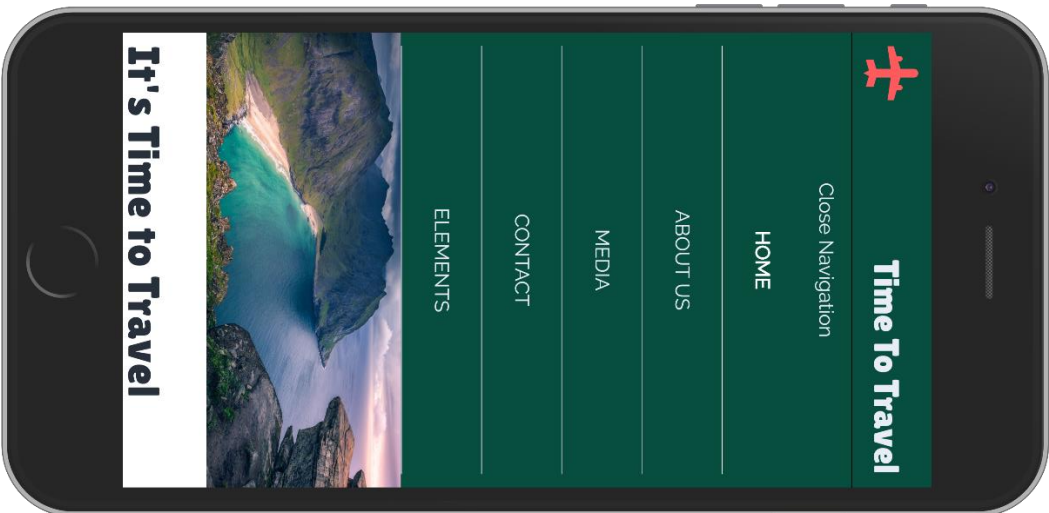 Time To Travel
Close Navigation
HOME
ABOUT US
MEDIA
CONTACT
ELEMENTS
It's Time to Travel